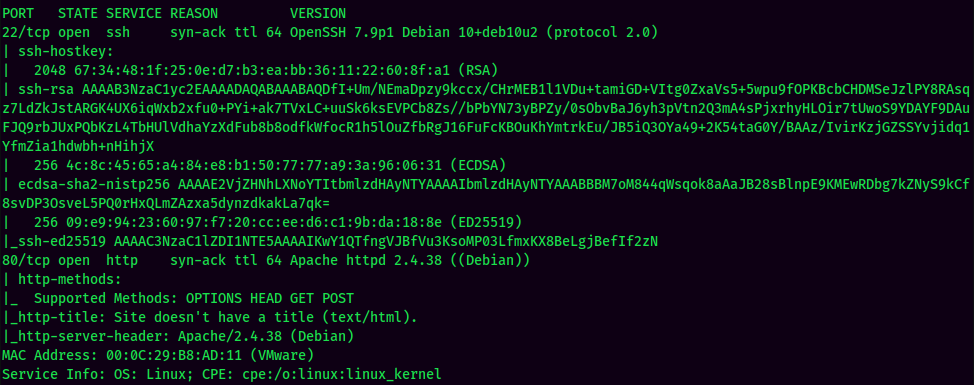 PORT   STATE SERVICE REASON         VERSION
22/tcp open  ssh     syn-ack ttl 64 OpenSSH 7.9p1 Debian 10+deb10u2 (protocol 2.0)
| ssh-hostkey:
|   2048 67:34:48:1f:25:0e:d7:b3:ea:bb:36:11:22:60:8f:a1 (RSA)
| ssh-rsa AAAAB3NzaC1yc2EAAAADAQABAAABAQDfI+Um/NEmaDpzy9kccx/CHrMEB1l1VDu+tamiGD+VItg0ZxaVs5+5wpu9fOPKBcbCHDMSeJzlPY8RAsq
z7LdZkJstARGK4UX6iqWxb2xfu0+PYi+ak7TVxLC+uuSk6ksEVPCb8Zs//bPbYN73yBPZy/0sObvBaJ6yh3pVtn2Q3mA4sPjxrhyHLOir7tUwoS9YDAYF9DAu
FJQ9rbJUxPQbKzL4TbHUlVdhaYzXdFub8b8odfkWfocR1h5lOuZfbRgJ16FuFcKBOuKhYmtrkEu/JB5iQ3OYa49+2K54taG0Y/BAAz/IvirKzjGZSSYvjidq1
YfmZia1hdwbh+nHihjX
|   256 4c:8c:45:65:a4:84:e8:b1:50:77:77:a9:3a:96:06:31 (ECDSA)
| ecdsa-sha2-nistp256 AAAAE2VjZHNhLXNoYTItbmlzdHAyNTYAAAAIbmlzdHAyNTYAAABBBM7oM844qWsqok8aAaJB28sBlnpE9KMEwRDbg7kZNyS9kCf
8svDP3OsveL5PQ0rHxQLmZAzxa5dynzdkakLa7qk=
|   256 09:e9:94:23:60:97:f7:20:cc:ee:d6:c1:9b:da:18:8e (ED25519)
|_ssh-ed25519 AAAAC3NzaC1lZDI1NTE5AAAAIKwY1QTfngVJBfVu3KsoMP03LfmxKX8BeLgjBefIf2zN
80/tcp open  http    syn-ack ttl 64 Apache httpd 2.4.38 ((Debian))
| http-methods:
|_  Supported Methods: OPTIONS HEAD GET POST
|_http-title: Site doesn't have a title (text/html).
|_http-server-header: Apache/2.4.38 (Debian)
MAC Address: 00:0C:29:B8:AD:11 (VMware)
Service Info: OS: Linux; CPE: cpe:/o:linux:linux_kernel